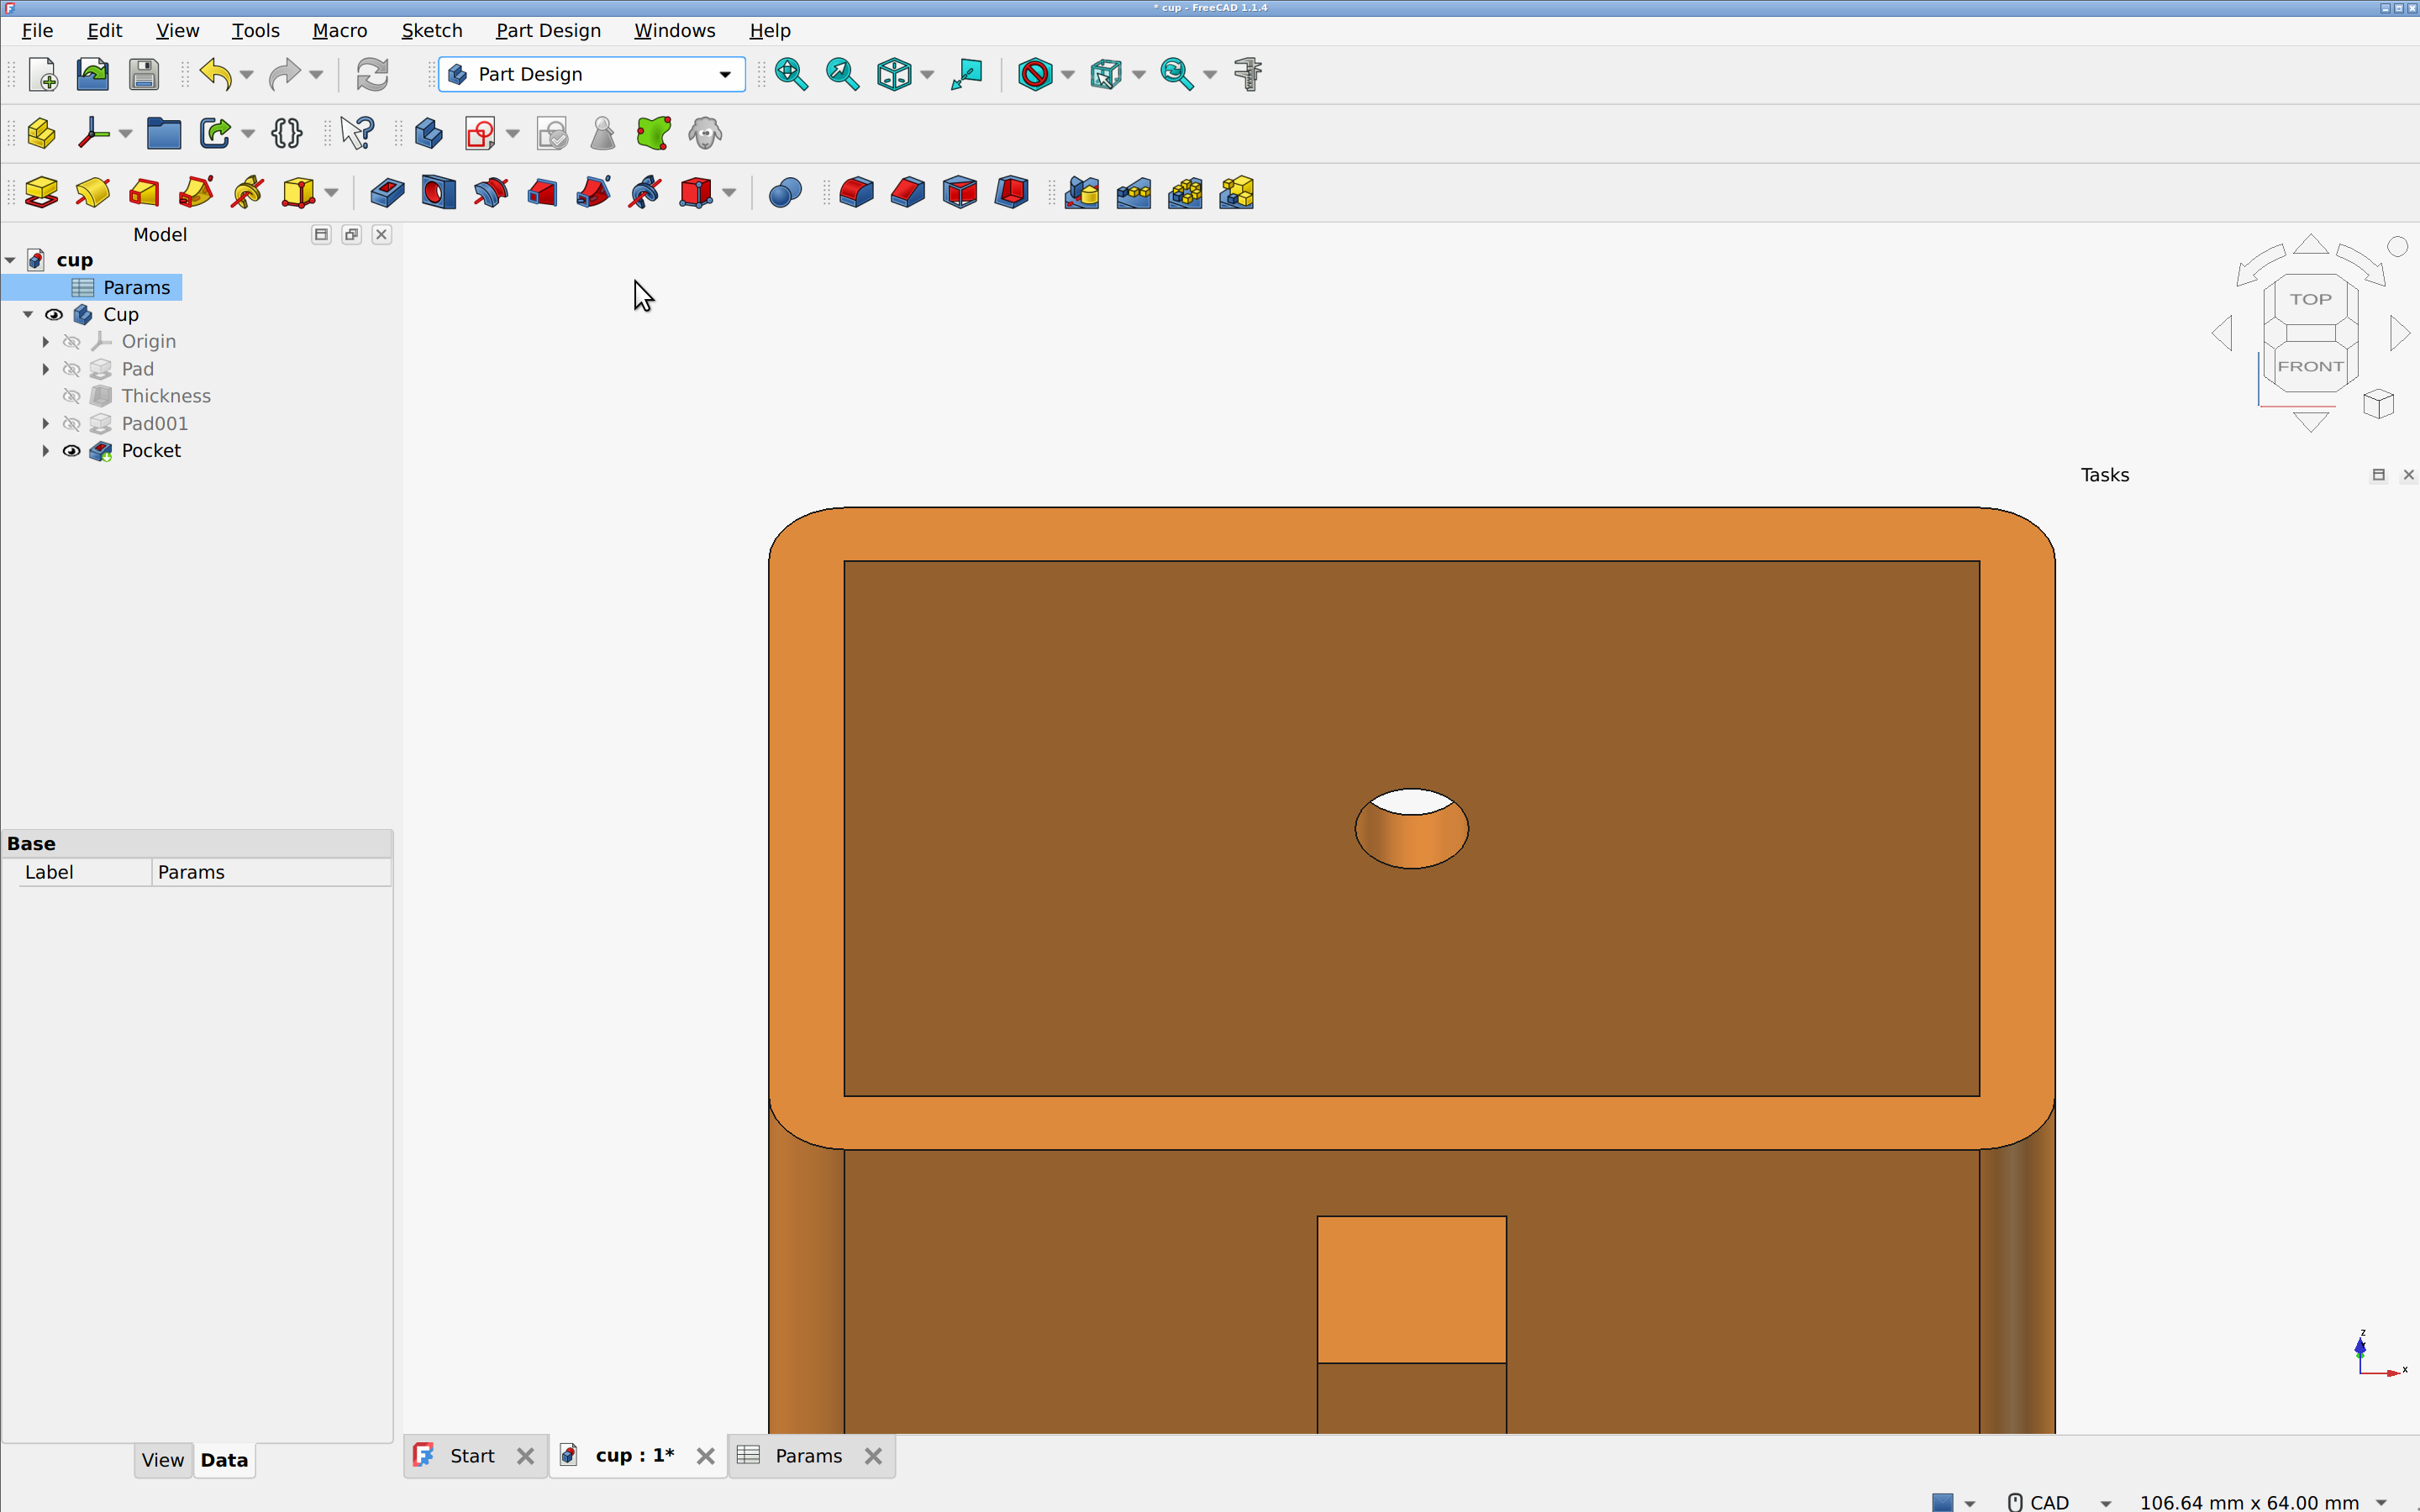 * cup - FreeCAD 1.1.4
File Edit View Tools Macro Sketch Part Design Windows Help
Part Design
Model
cup
Params
Cup
Origin
Pad
Thickness
Pad001
Pocket
TOP
FRONT
Tasks
Base
Label Params
z
x
View Data
Start cup : 1* Params
CAD 106.64 mm x 64.00 mm